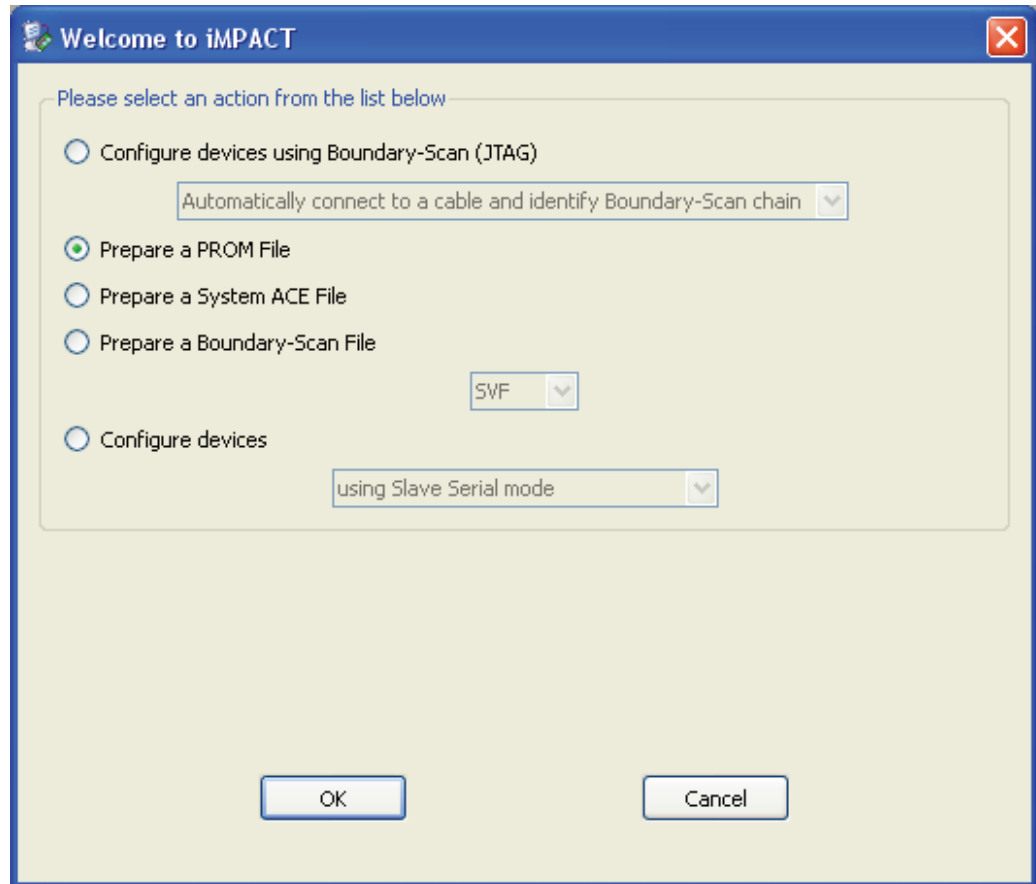 Welcome to iMPACT
Please select an action from the list below
Configure devices using Boundary-Scan (JTAG)
Automatically connect to a cable and identify Boundary-Scan chain
Prepare a PROM File
Prepare a System ACE File
Prepare a Boundary-Scan File
SVF
Configure devices
using Slave Serial mode
OK Cancel